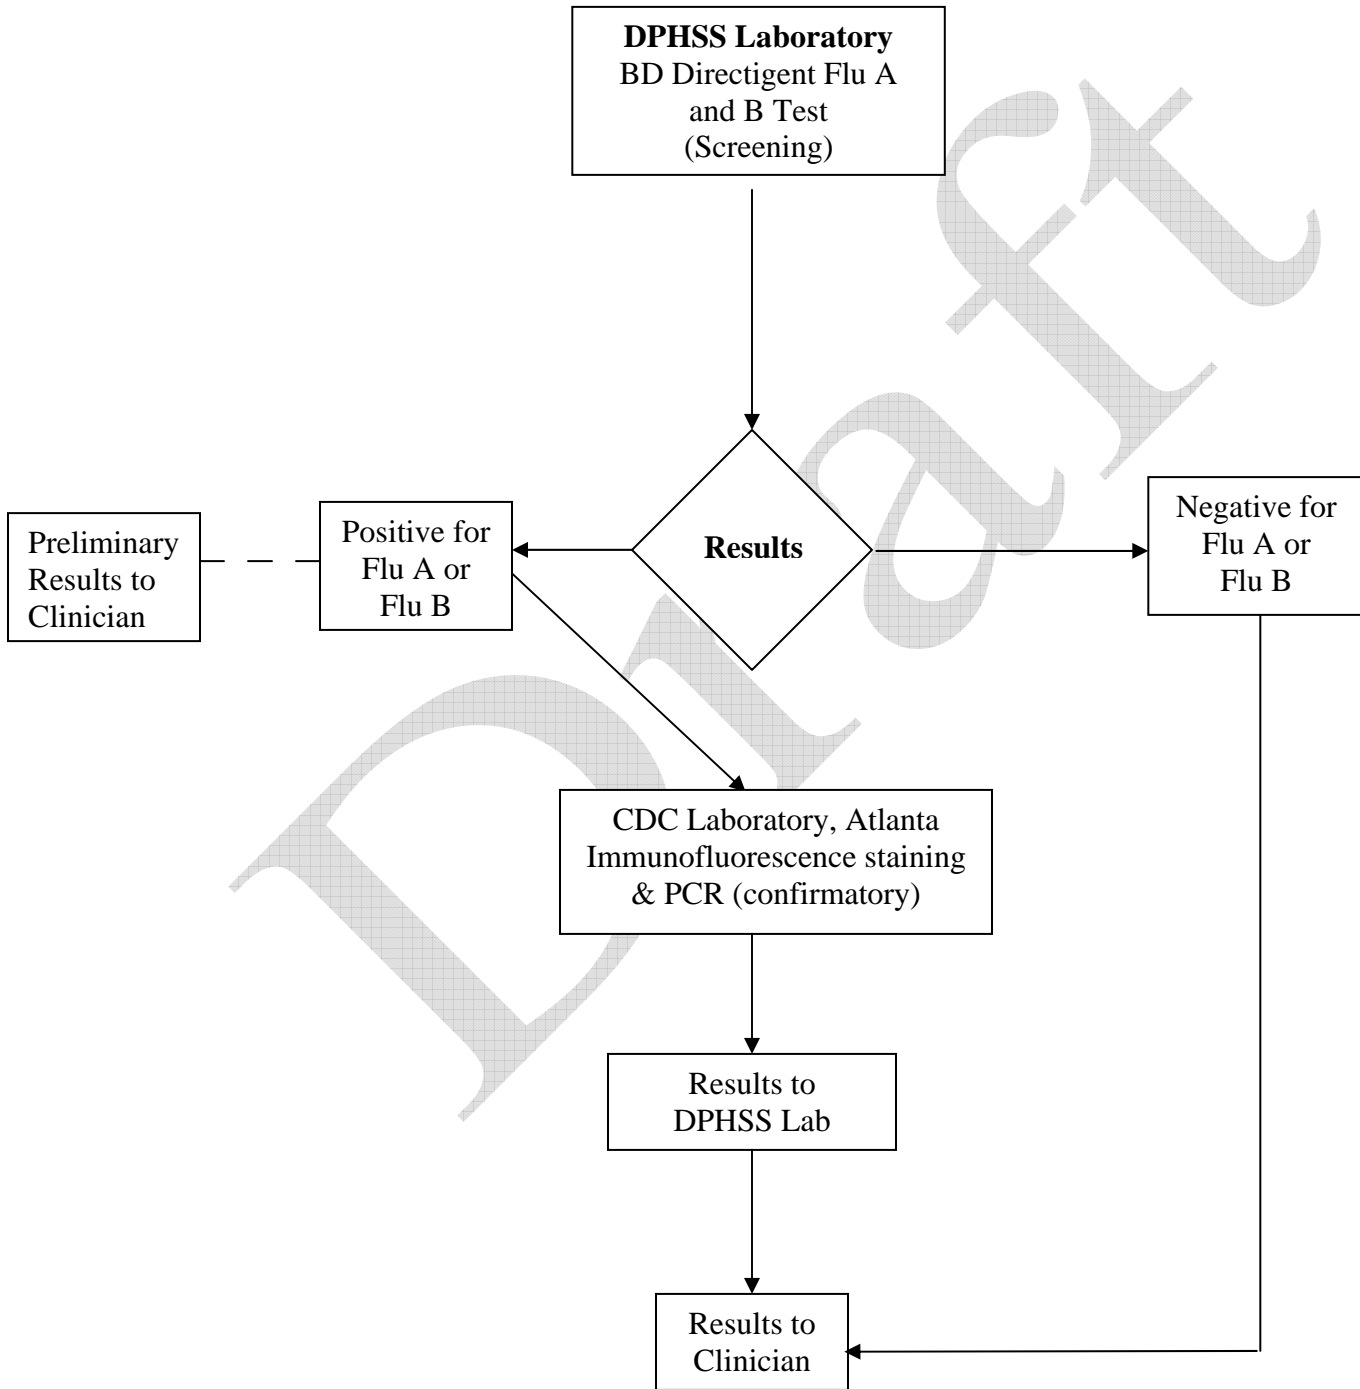 DPHSS Laboratory
BD Directigent Flu A
and B Test
(Screening)
Results
Preliminary
Results to
Clinician
Positive for
Flu A or
Flu B
Negative for
Flu A or
Flu B
CDC Laboratory, Atlanta
Immunofluorescence staining
& PCR (confirmatory)
Results to
DPHSS Lab
Results to
Clinician
Draft